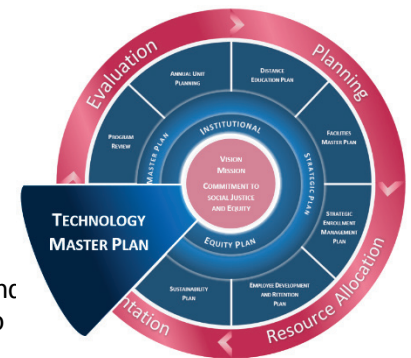 Evaluation
Planning
ANNUAL UNIT
PLANNING
DISTANCE
EDUCATION PLAN
PROGRAM
REVIEW
FACILITIES
MASTER PLAN
INSTITUTIONAL
MASTER PLAN
STRATEGIC PLAN
VISION
MISSION
COMMITMENT TO
SOCIAL JUSTICE
AND EQUITY
EQUITY PLAN
STRATEGIC
ENROLLMENT
MANAGEMENT
PLAN
TECHNOLOGY
MASTER PLAN
SUSTAINABILITY
PLAN
EMPLOYEE DEVELOPMENT
AND RETENTION
PLAN
Resource Allocation